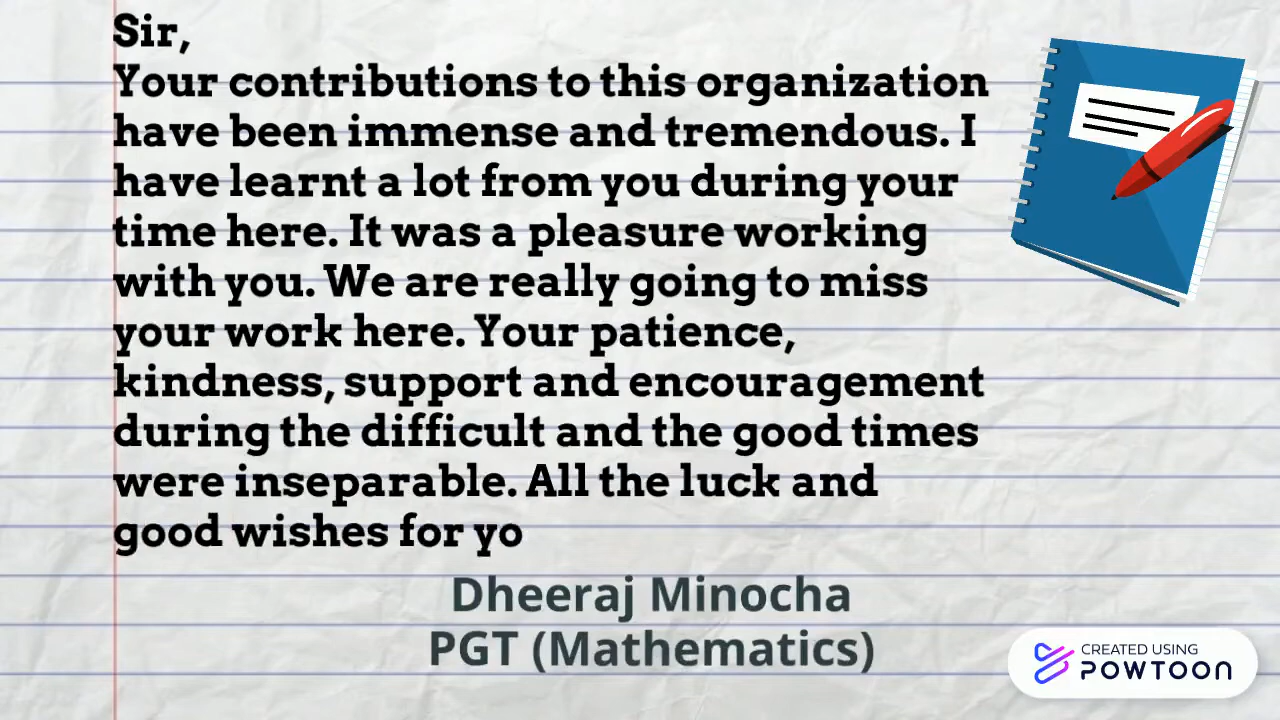 Sir,
Your contributions to this organization
have been immense and tremendous. I
have learnt a lot from you during your
time here. It was a pleasure working
with you. We are really going to miss
your work here. Your patience,
kindness, support and encouragement
during the difficult and the good times
were inseparable. All the luck and
good wishes for yo
Dheeraj Minocha
PGT (Mathematics)
CREATED USING
POWTOON